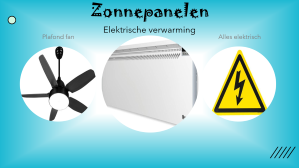 Zonnepanelen
Elektrische verwarming
Plafond fan
Alles elektrisch